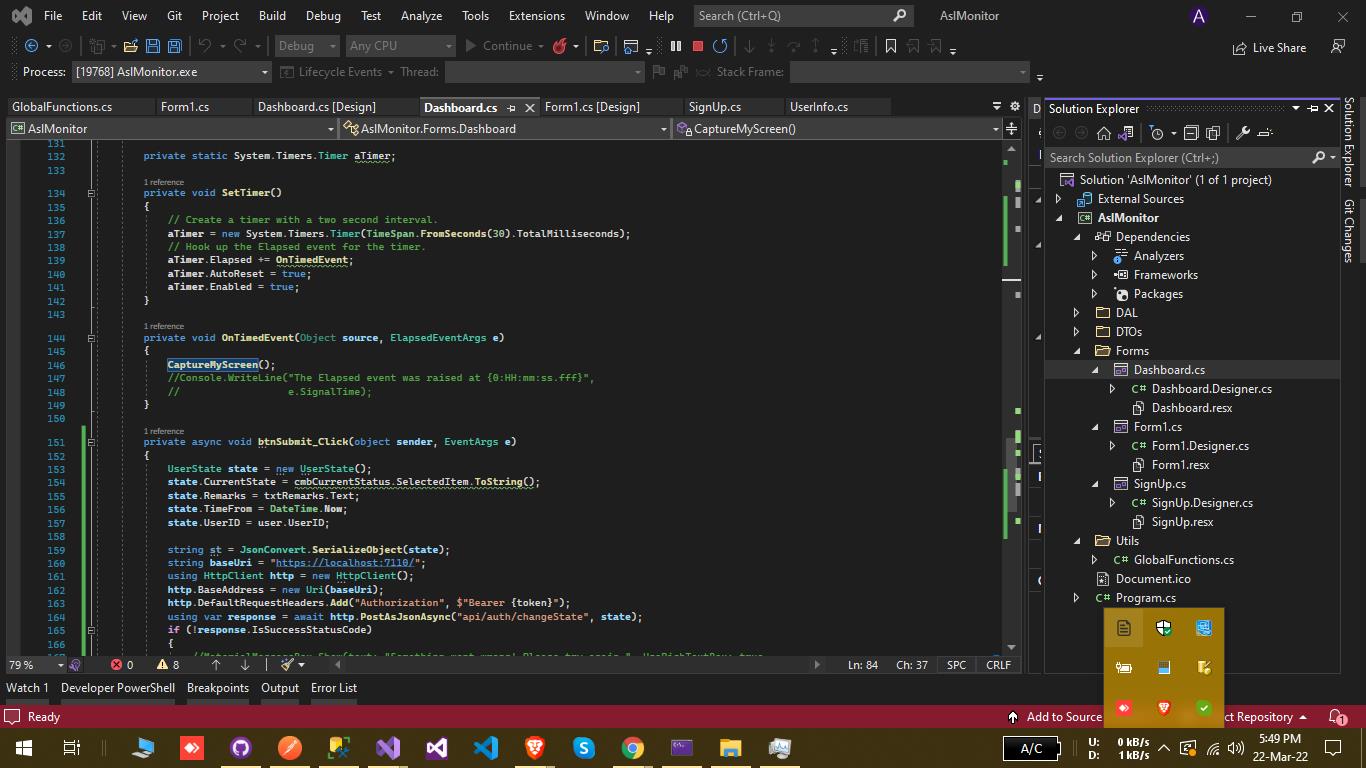 File Edit View Git Project Build Debug Test Analyze Tools Extensions Window Help Search (Ctrl+Q) AslMonitor A
Debug Any CPU Continue Live Share
Process: [19768] AslMonitor.exe Lifecycle Events Thread: Stack Frame:
GlobalFunctions.cs Form1.cs Dashboard.cs [Design] Dashboard.cs Form1.cs [Design] SignUp.cs UserInfo.cs
AslMonitor AslMonitor.Forms.Dashboard CaptureMyScreen()
131
132 private static System.Timers.Timer aTimer;
133
1 reference
134 private void SetTimer()
135 {
136 // Create a timer with a two second interval.
137 aTimer = new System.Timers.Timer(TimeSpan.FromSeconds(30).TotalMilliseconds);
138 // Hook up the Elapsed event for the timer.
139 aTimer.Elapsed += OnTimedEvent;
140 aTimer.AutoReset = true;
141 aTimer.Enabled = true;
142 }
143
1 reference
144 private void OnTimedEvent(Object source, ElapsedEventArgs e)
145 {
146 CaptureMyScreen();
147 //Console.WriteLine("The Elapsed event was raised at {0:HH:mm:ss.fff}",
148 // e.SignalTime);
149 }
150
1 reference
151 private async void btnSubmit_Click(object sender, EventArgs e)
152 {
153 UserState state = new UserState();
154 state.CurrentState = cmbCurrentStatus.SelectedItem.ToString();
155 state.Remarks = txtRemarks.Text;
156 state.TimeFrom = DateTime.Now;
157 state.UserID = user.UserID;
158
159 string st = JsonConvert.SerializeObject(state);
160 string baseUri = "https://localhost:7110/";
161 using HttpClient http = new HttpClient();
162 http.BaseAddress = new Uri(baseUri);
163 http.DefaultRequestHeaders.Add("Authorization", $"Bearer {token}");
164 using var response = await http.PostAsJsonAsync("api/auth/changeState", state);
165 if (!response.IsSuccessStatusCode)
166 {
79 % 0 8 Ln: 84 Ch: 37 SPC CRLF
Watch 1 Developer PowerShell Breakpoints Output Error List
Solution Explorer
Search Solution Explorer (Ctrl+;)
Solution 'AslMonitor' (1 of 1 project)
External Sources
AslMonitor
Dependencies
Analyzers
Frameworks
Packages
DAL
DTOs
Forms
Dashboard.cs
Dashboard.Designer.cs
Dashboard.resx
Form1.cs
Form1.Designer.cs
Form1.resx
SignUp.cs
SignUp.Designer.cs
SignUp.resx
Utils
GlobalFunctions.cs
Document.ico
Program.cs
Solution Explorer
Git Changes
Ready Add to Source ct Repository 1
A/C U: 0 kB/s 5:49 PM
D: 1 kB/s 22-Mar-22